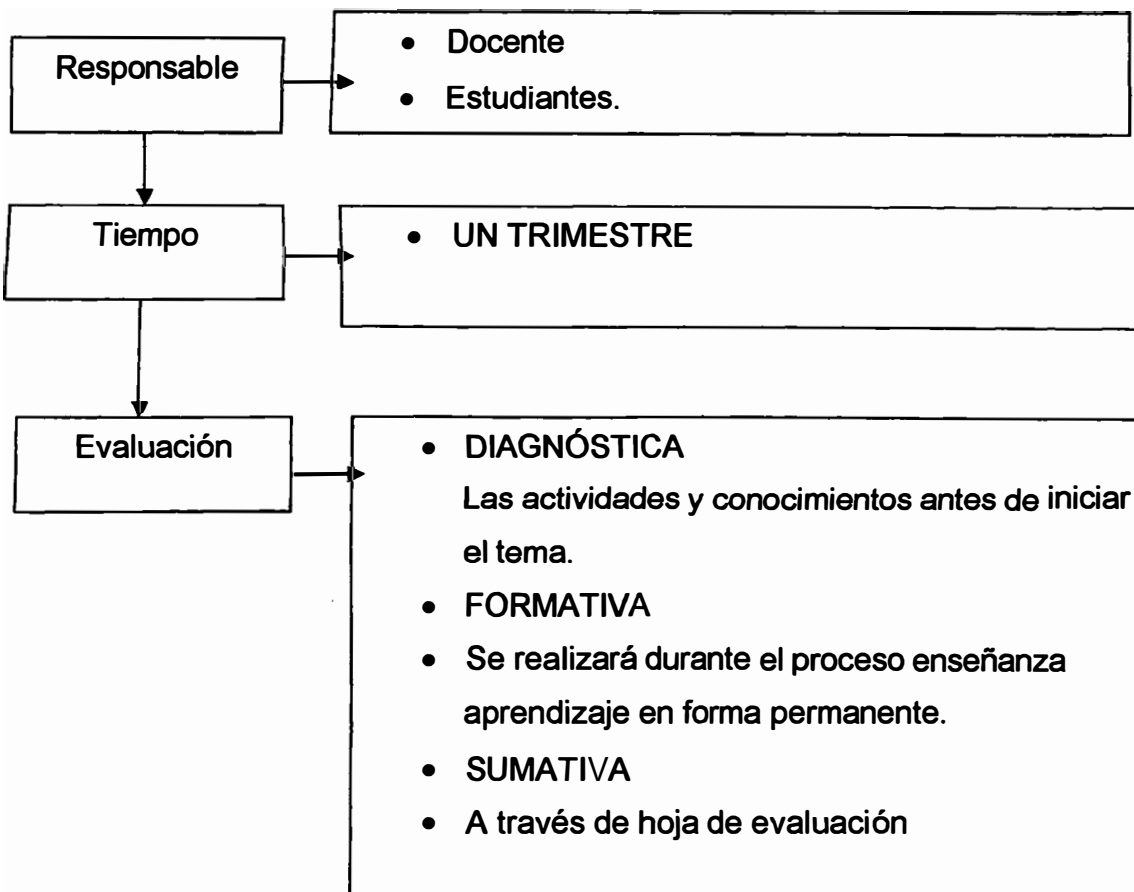 Responsable
• Docente
• Estudiantes.
Tiempo
• UN TRIMESTRE
Evaluación
• DIAGNÓSTICA
Las actividades y conocimientos antes de iniciar
el tema.
• FORMATIVA
• Se realizará durante el proceso enseñanza
aprendizaje en forma permanente.
• SUMATIVA
• A través de hoja de evaluación